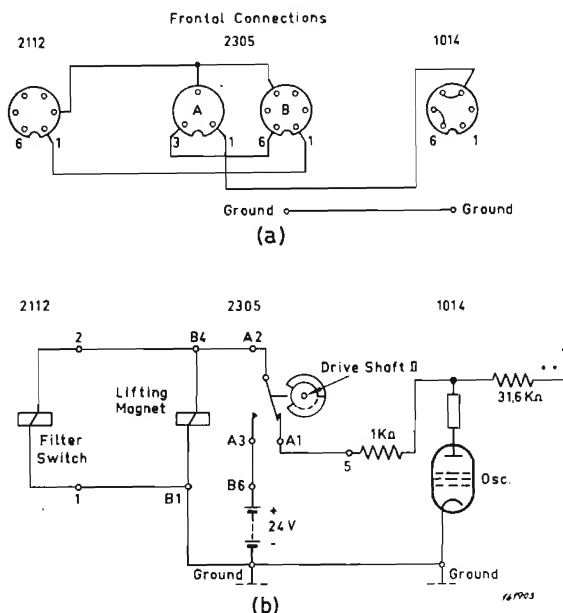 Frontal Connections
2112 2305 1014
A B
6 1 3 1 6 1 6 1
Ground Ground
(a)
2112 2305 1014
2 B4 A2
Drive Shaft II
Lifting
Magnet
31,6 KΩ
Filter
Switch
A3 A1 1KΩ
5
Osc.
B6
1 B1
+
24 V
-
Ground Ground
(b)